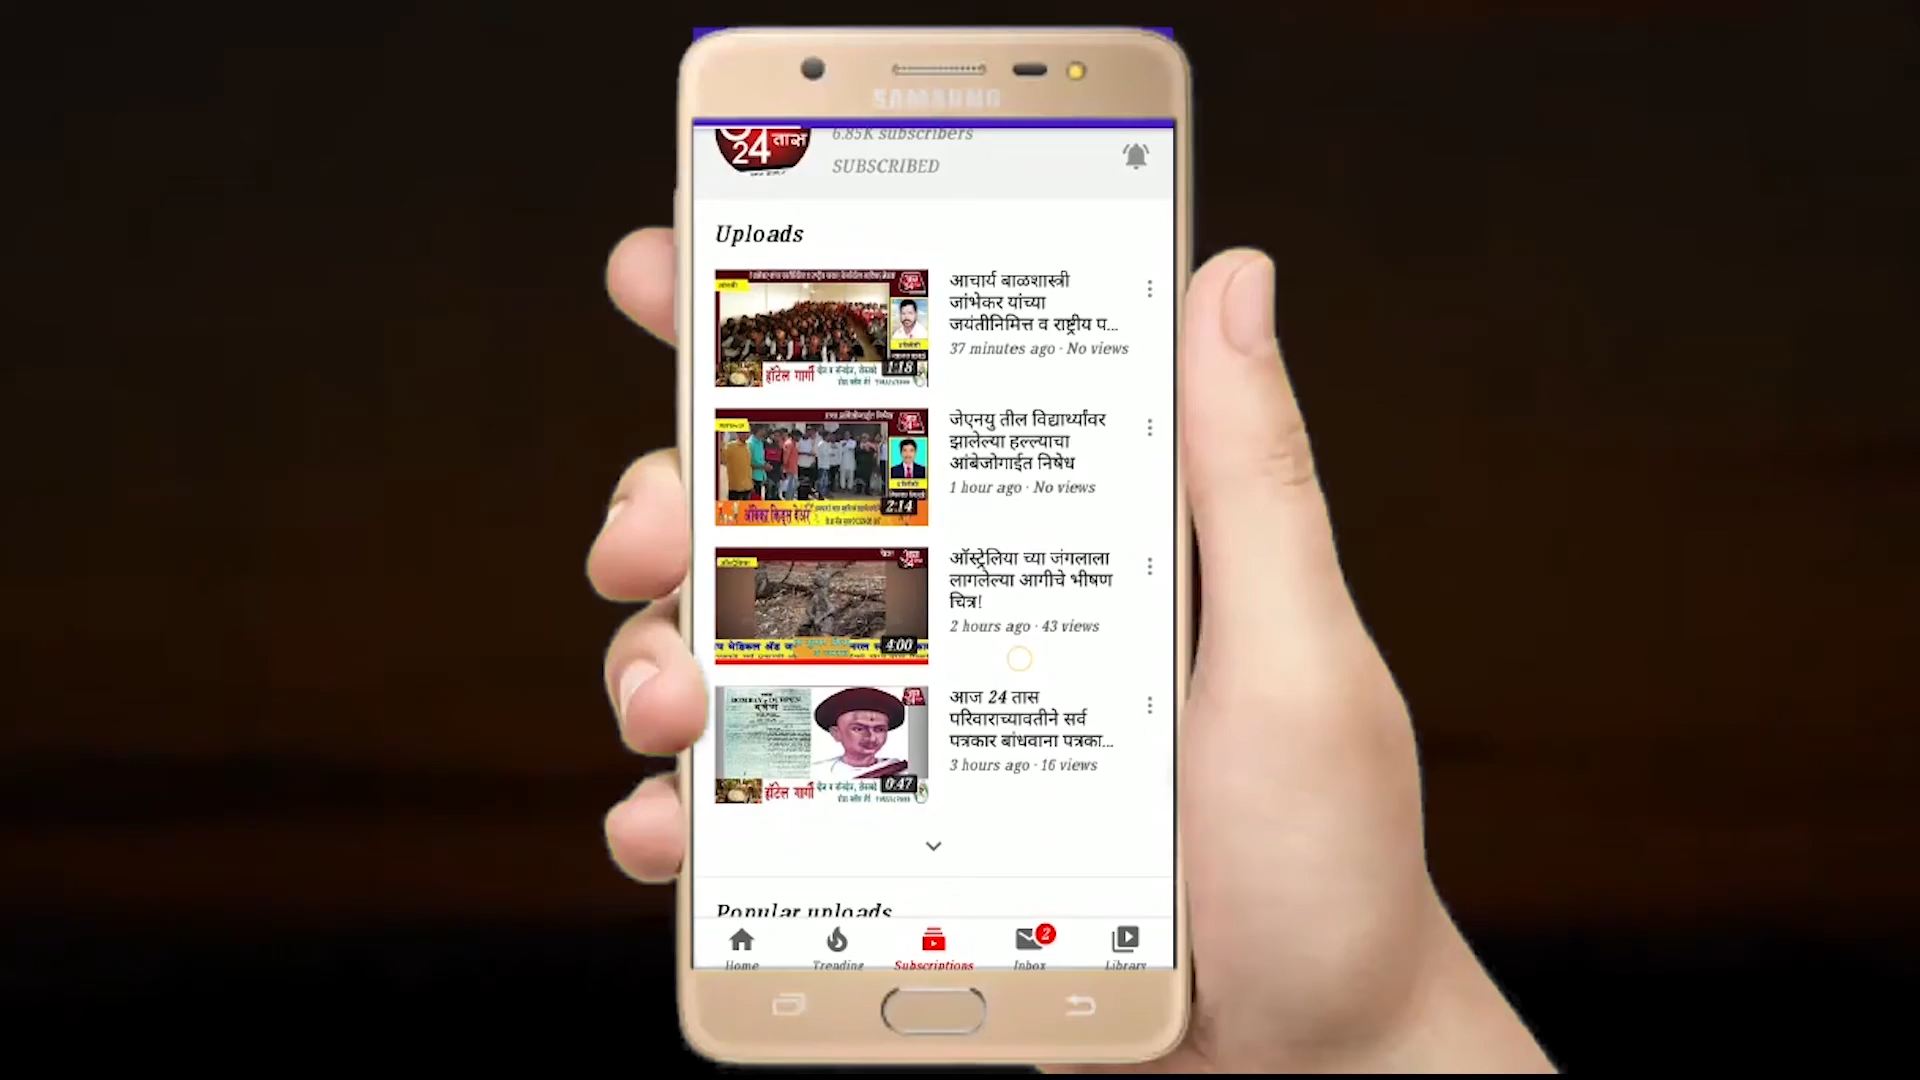 SAMSUNG
24 तास
6.85K subscribers
SUBSCRIBED
Uploads
आचार्य बाळशास्त्री
जांभेकर यांच्या
जयंतीनिमित्त व राष्ट्रीय प...
37 minutes ago · No views
हॉटेल गार्गी
1:18
जेएनयु तील विद्यार्थ्यांवर
झालेल्या हल्ल्याचा
आंबेजोगाईत निषेध
1 hour ago · No views
अंबिका किड्स वेअर
2:14
ऑस्ट्रेलिया च्या जंगलाला
लागलेल्या आगीचे भीषण
चित्र!
2 hours ago · 43 views
4:00
आज 24 तास
परिवाराच्यावतीने सर्व
पत्रकार बांधवाना पत्रका...
3 hours ago · 16 views
हॉटेल गार्गी
0:47
Popular uploads
2
Home
Trending
Subscriptions
Inbox
Library